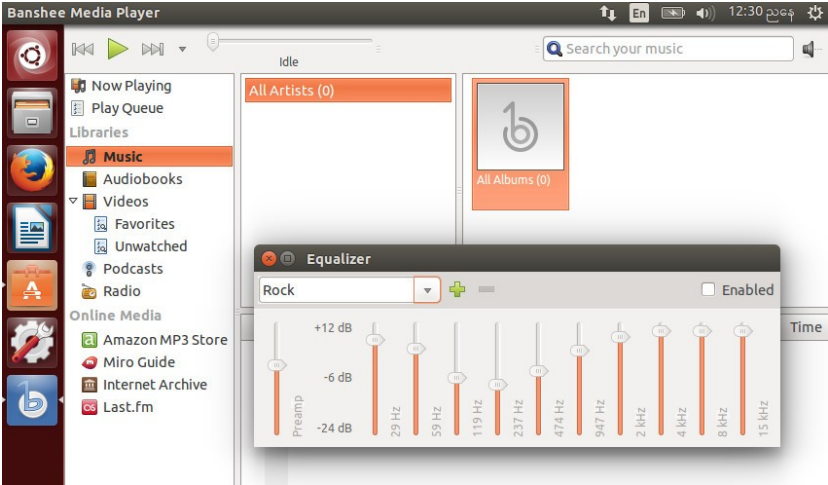 Banshee Media Player
En
12:30 ညနေ
Idle
Search your music
Now Playing
Play Queue
Libraries
Music
Audiobooks
Videos
Favorites
Unwatched
Podcasts
Radio
Online Media
Amazon MP3 Store
Miro Guide
Internet Archive
Last.fm
All Artists (0)
All Albums (0)
Time
Equalizer
Rock
Enabled
+12 dB
-6 dB
-24 dB
Preamp
29 Hz
59 Hz
119 Hz
237 Hz
474 Hz
947 Hz
2 kHz
4 kHz
8 kHz
15 kHz